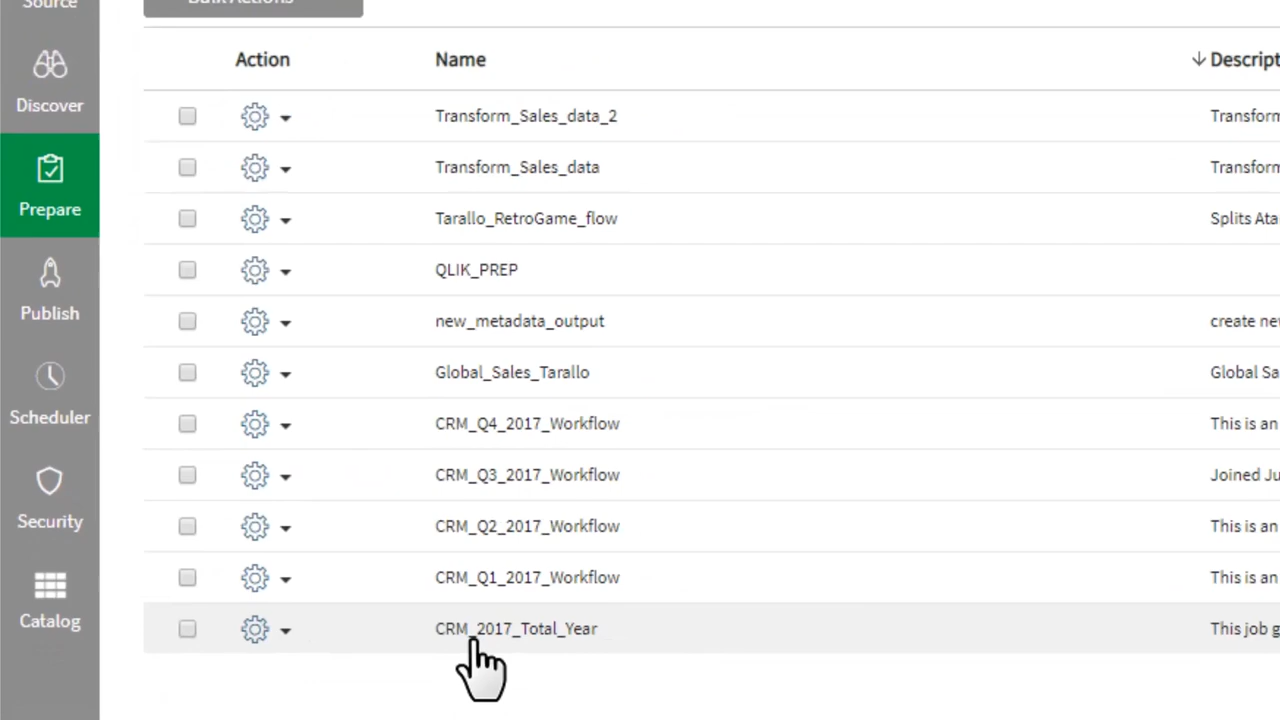 Source
Bulk Actions
Discover
Prepare
Publish
Scheduler
Security
Catalog
Action Name Descript
Transform_Sales_data_2 Transform
Transform_Sales_data Transform
Tarallo_RetroGame_flow Splits Ata
QLIK_PREP
new_metadata_output create ne
Global_Sales_Tarallo Global Sa
CRM_Q4_2017_Workflow This is an
CRM_Q3_2017_Workflow Joined Ju
CRM_Q2_2017_Workflow This is an
CRM_Q1_2017_Workflow This is an
CRM_2017_Total_Year This job g